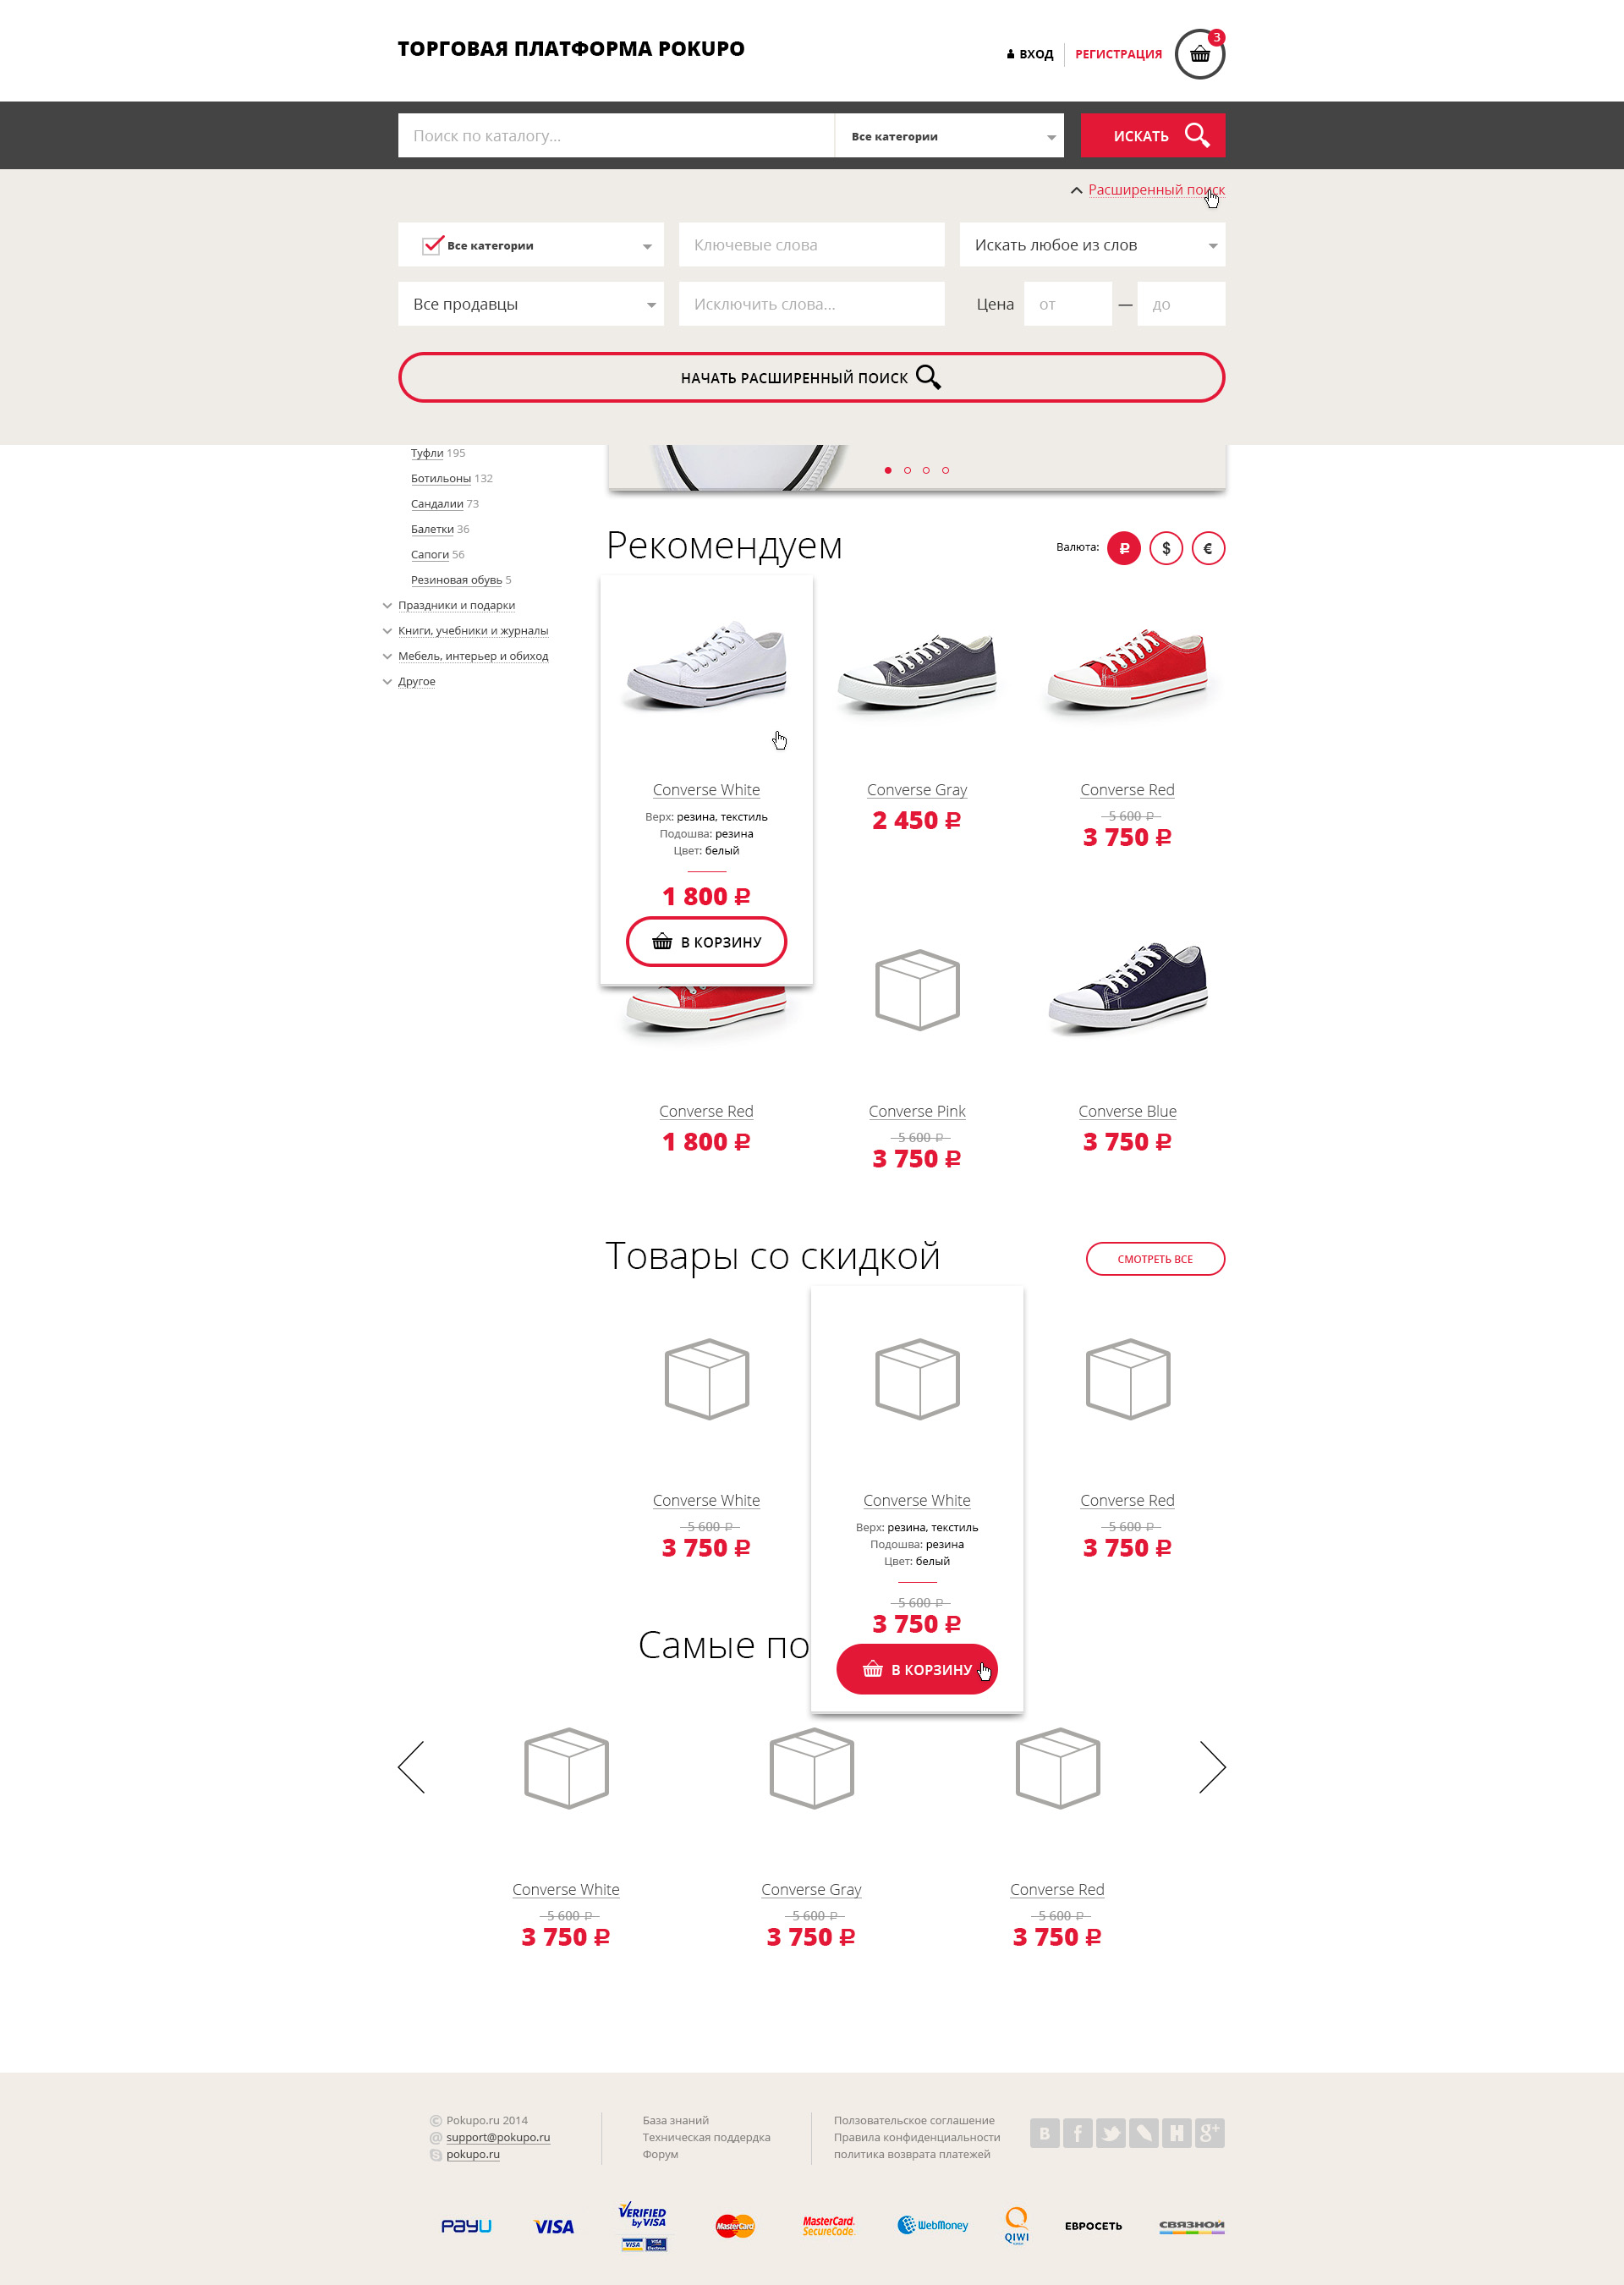 ТОРГОВАЯ ПЛАТФОРМА POKUPO
ВХОД
РЕГИСТРАЦИЯ
3
Поиск по каталогу...
Все категории
ИСКАТЬ
Расширенный поиск
Все категории
Ключевые слова
Искать любое из слов
Все продавцы
Исключить слова...
Цена от — до
НАЧАТЬ РАСШИРЕННЫЙ ПОИСК
Туфли 195
Ботильоны 132
Сандалии 73
Балетки 36
Сапоги 56
Резиновая обувь 5
Праздники и подарки
Книги, учебники и журналы
Мебель, интерьер и обиход
Другое
Рекомендуем
Валюта: ₽ $ €
Converse White
Верх: резина, текстиль
Подошва: резина
Цвет: белый
1 800 ₽
В КОРЗИНУ
Converse Gray
2 450 ₽
Converse Red
5 600 ₽
3 750 ₽
Converse Red
1 800 ₽
Converse Pink
5 600 ₽
3 750 ₽
Converse Blue
3 750 ₽
Товары со скидкой
СМОТРЕТЬ ВСЕ
Converse White
5 600 ₽
3 750 ₽
Converse White
Верх: резина, текстиль
Подошва: резина
Цвет: белый
5 600 ₽
3 750 ₽
В КОРЗИНУ
Converse Red
5 600 ₽
3 750 ₽
Самые по
Converse White
5 600 ₽
3 750 ₽
Converse Gray
5 600 ₽
3 750 ₽
Converse Red
5 600 ₽
3 750 ₽
© Pokupo.ru 2014
@ support@pokupo.ru
pokupo.ru
База знаний
Техническая поддердка
Форум
Ползовательское соглашение
Правила конфиденциальности
политика возврата платежей
B f H g+
PayU
VISA
VERIFIED by VISA
VISA
VISA Electron
MasterCard
MasterCard. SecureCode.
WebMoney
QIWI
ЕВРОСЕТЬ
СВЯЗНОЙ